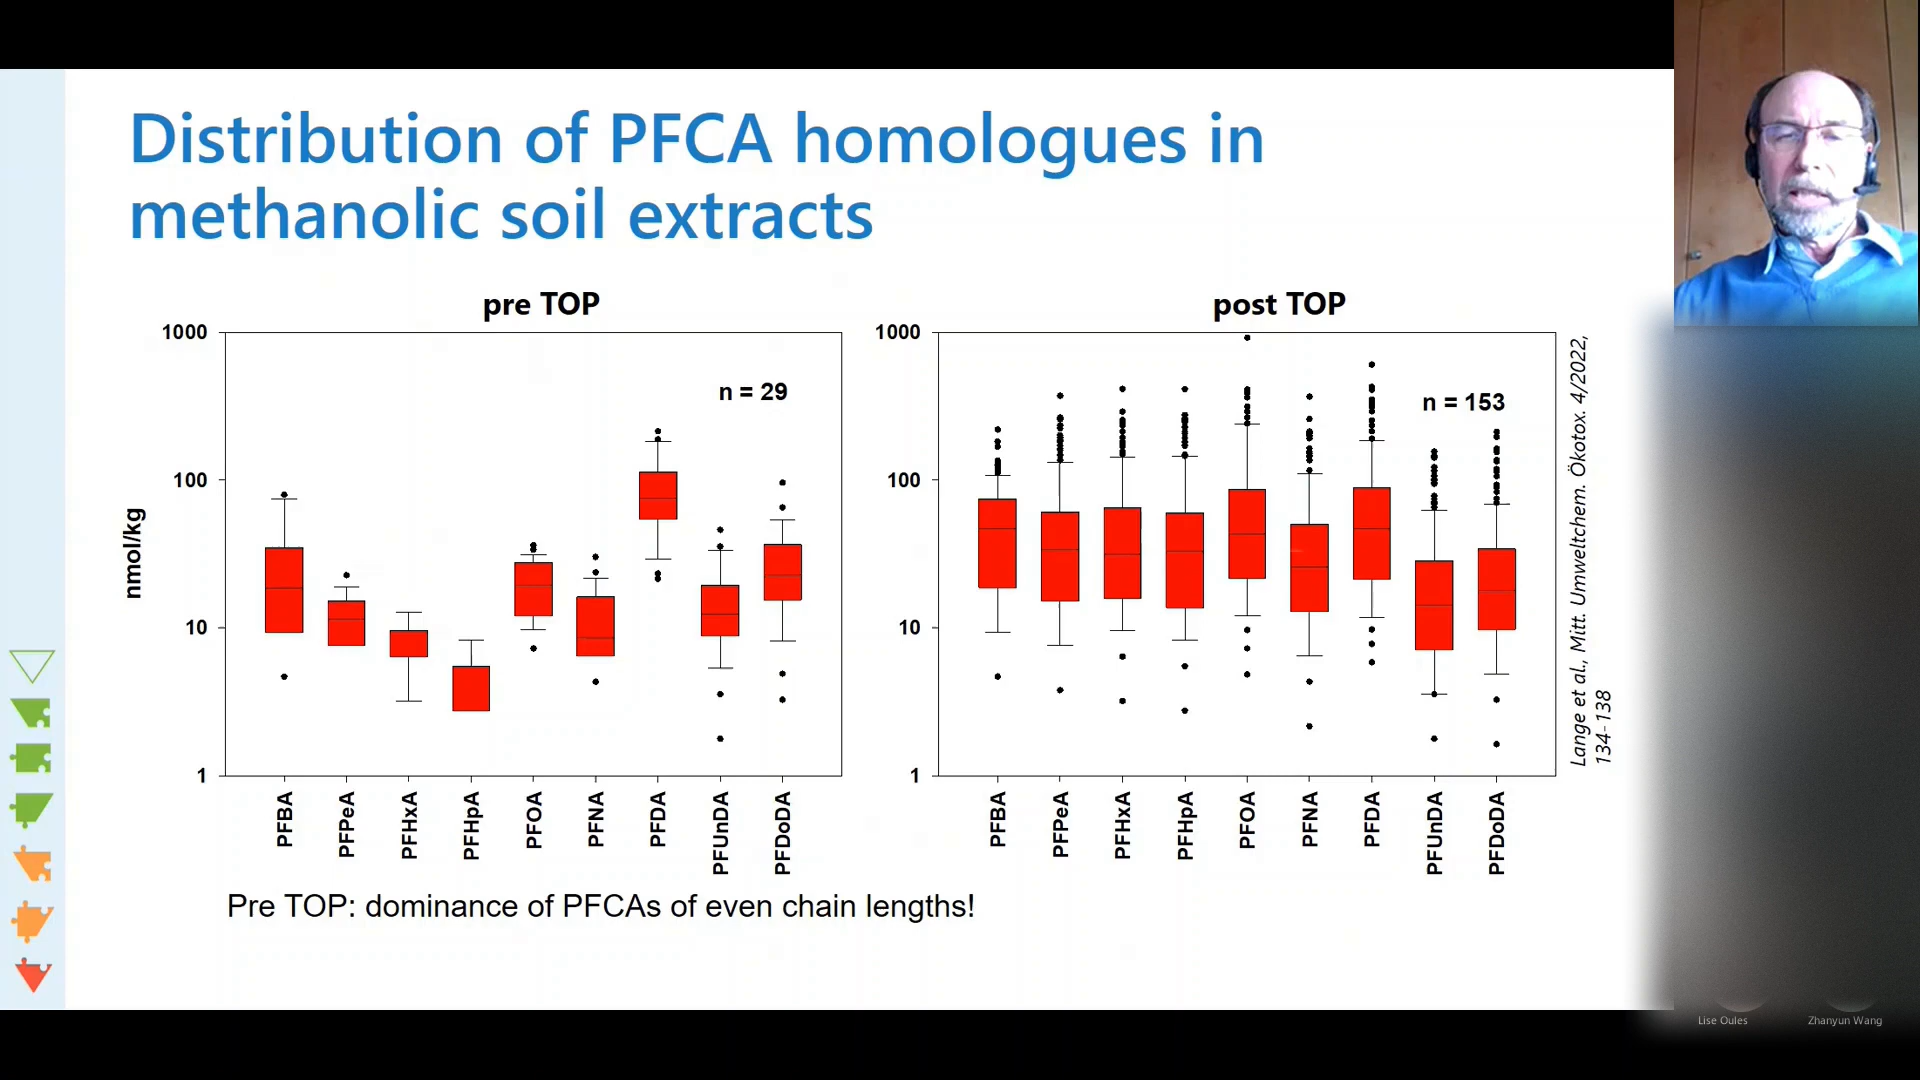 Distribution of PFCA homologues in
methanolic soil extracts
pre TOP
1000
100
10
1
nmol/kg
n = 29
PFBA
PFPeA
PFHxA
PFHpA
PFOA
PFNA
PFDA
PFUnDA
PFDoDA
post TOP
1000
100
10
1
n = 153
PFBA
PFPeA
PFHxA
PFHpA
PFOA
PFNA
PFDA
PFUnDA
PFDoDA
Lange et al., Mitt. Umweltchem. Ökotox. 4/2022,
134-138
Pre TOP: dominance of PFCAs of even chain lengths!
Lise Oules
Zhanyun Wang